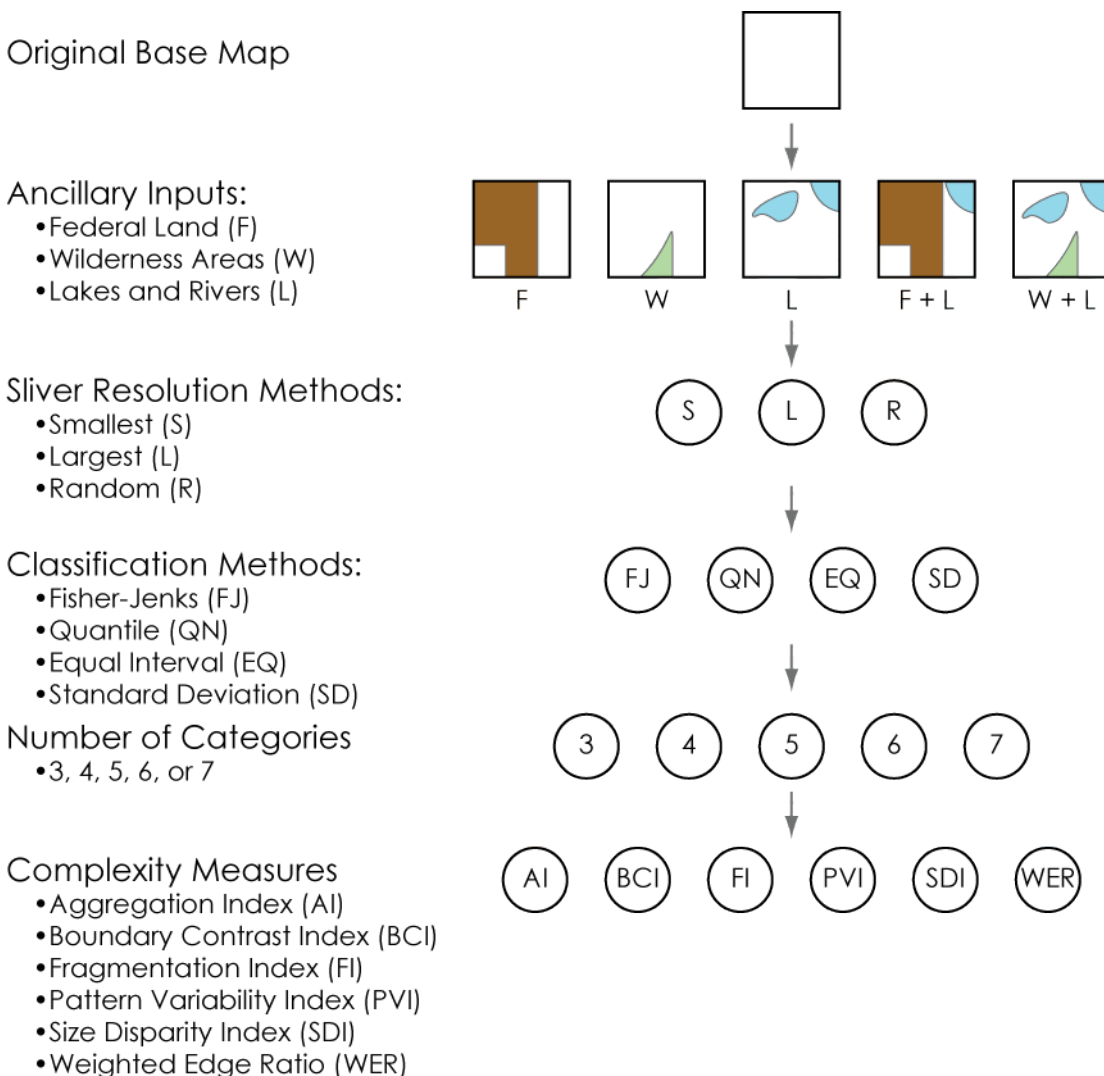 Original Base Map
Ancillary Inputs:
•Federal Land (F)
•Wilderness Areas (W)
•Lakes and Rivers (L)
F W L F + L W + L
Sliver Resolution Methods:
•Smallest (S)
•Largest (L)
•Random (R)
S L R
Classification Methods:
•Fisher-Jenks (FJ)
•Quantile (QN)
•Equal Interval (EQ)
•Standard Deviation (SD)
FJ QN EQ SD
Number of Categories
•3, 4, 5, 6, or 7
3 4 5 6 7
Complexity Measures
•Aggregation Index (AI)
•Boundary Contrast Index (BCI)
•Fragmentation Index (FI)
•Pattern Variability Index (PVI)
•Size Disparity Index (SDI)
•Weighted Edge Ratio (WER)
AI BCI FI PVI SDI WER